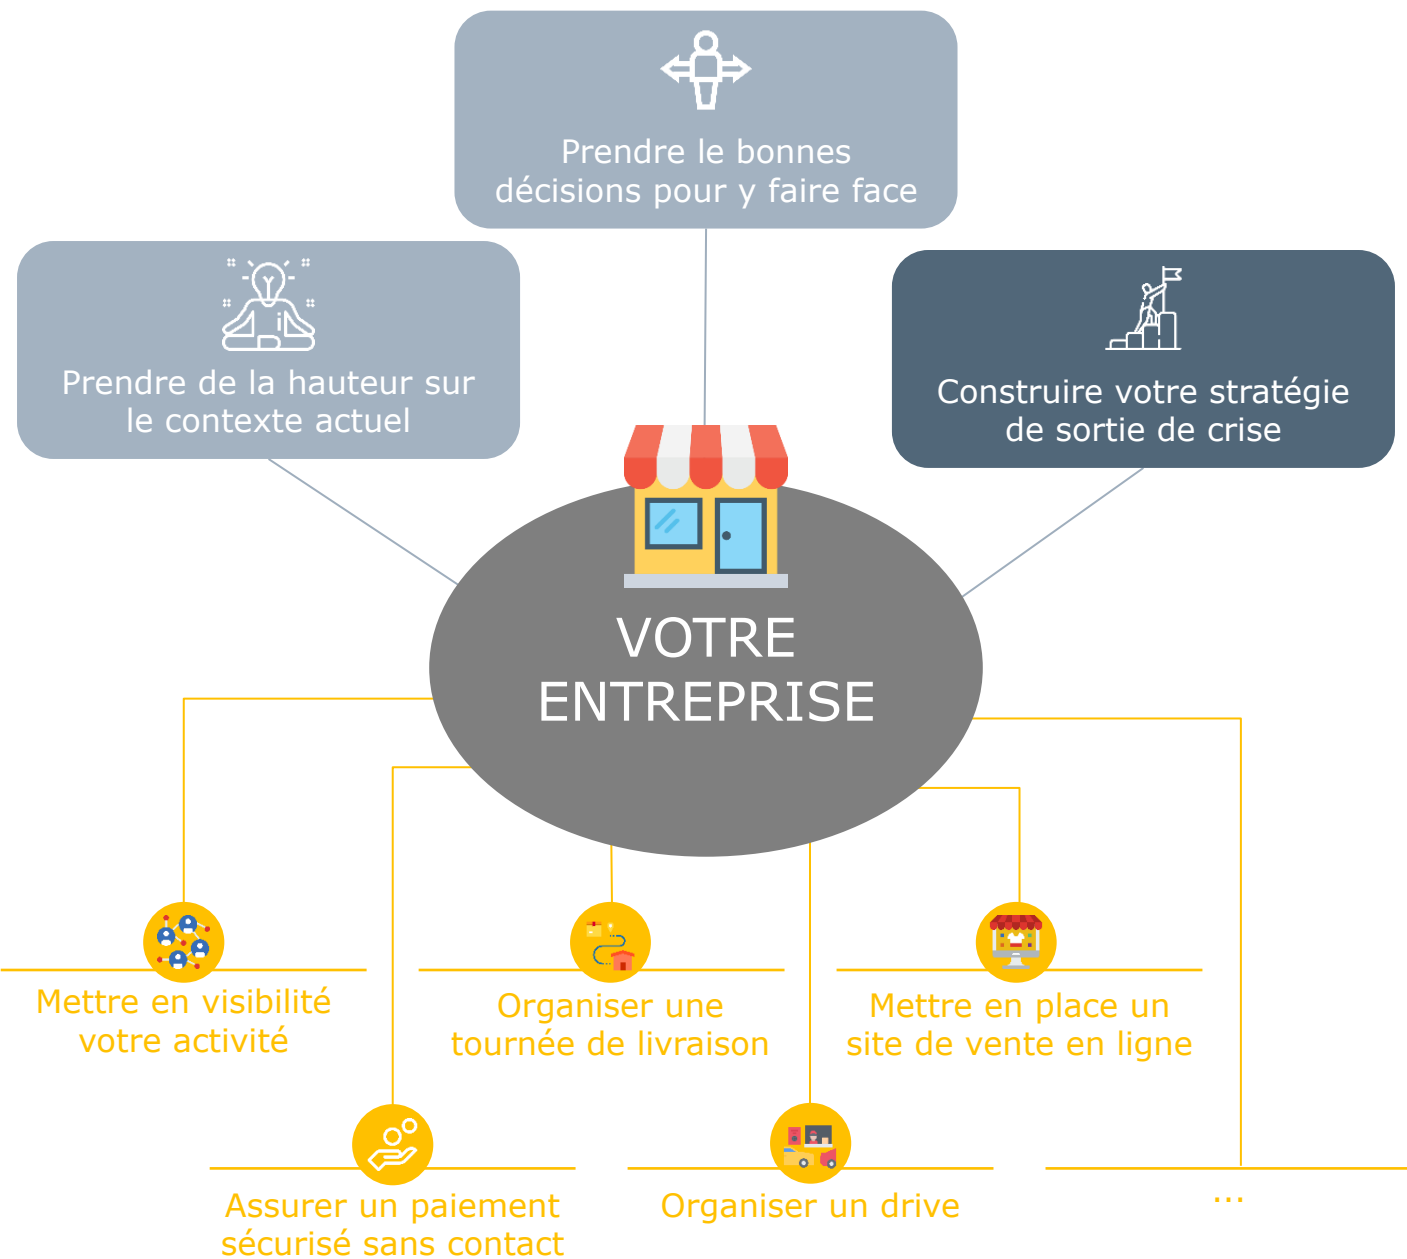 Prendre le bonnes
décisions pour y faire face
Prendre de la hauteur sur
le contexte actuel
Construire votre stratégie
de sortie de crise
VOTRE
ENTREPRISE
Mettre en visibilité
votre activité
Organiser une
tournée de livraison
Mettre en place un
site de vente en ligne
Assurer un paiement
sécurisé sans contact
Organiser un drive
...